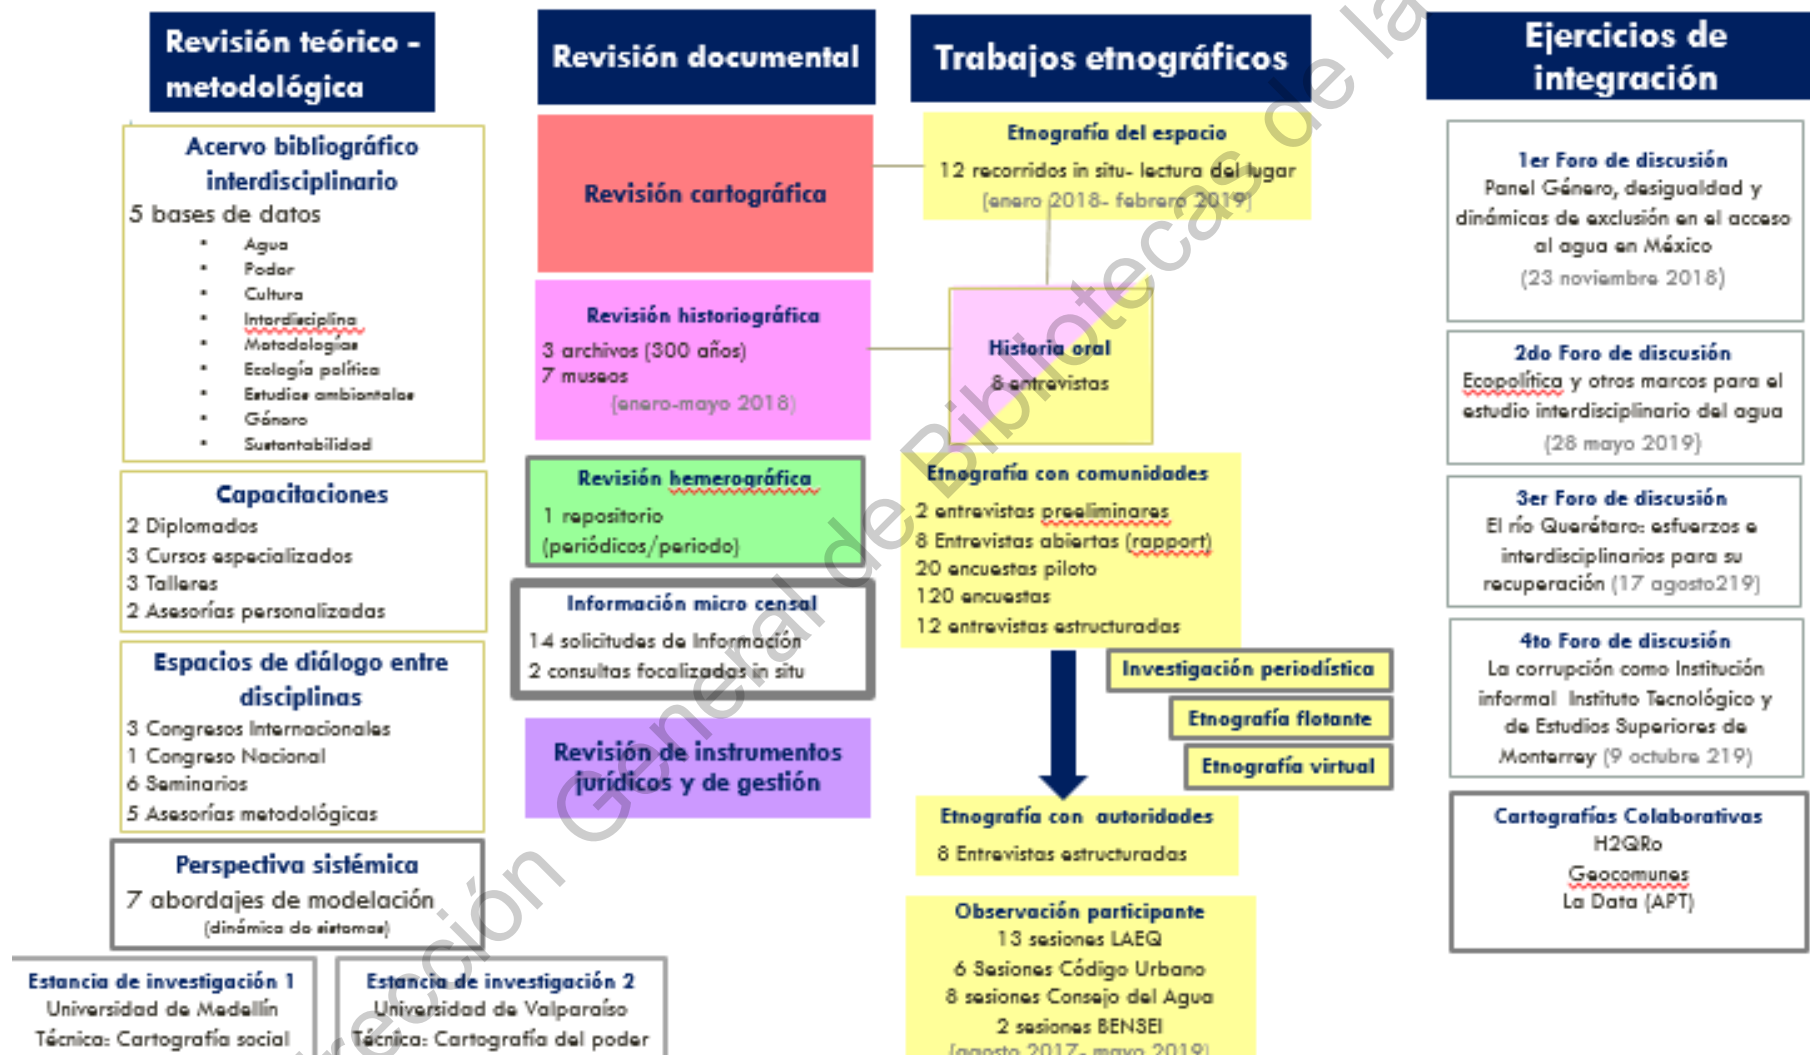 Revisión teórico -
metodológica
Acervo bibliográfico
interdisciplinario
5 bases de datos
Agua
Poder
Cultura
Interdisciplina
Metodologías
Ecología política
Estudios ambientales
Género
Sustentabilidad
Capacitaciones
2 Diplomados
3 Cursos especializados
3 Talleres
2 Asesorías personalizadas
Espacios de diálogo entre
disciplinas
3 Congresos Internacionales
1 Congreso Nacional
6 Seminarios
5 Asesorías metodológicas
Perspectiva sistémica
7 abordajes de modelación
(dinámica de sistemas)
Estancia de investigación 1
Universidad de Medellín
Técnica: Cartografía social
Estancia de investigación 2
Universidad de Valparaíso
Técnica: Cartografía del poder
Revisión documental
Revisión cartográfica
Revisión historiográfica
3 archivos (300 años)
7 museos
(enero-mayo 2018)
Revisión hemerográfica
1 repositorio
(periódicos/periodo)
Información micro censal
14 solicitudes de Información
2 consultas focalizadas in situ
Revisión de instrumentos
jurídicos y de gestión
Trabajos etnográficos
Etnografía del espacio
12 recorridos in situ- lectura del lugar
(enero 2018- febrero 2019)
Historia oral
8 entrevistas
Etnografía con comunidades
2 entrevistas preeliminares
8 Entrevistas abiertas (rapport)
20 encuestas piloto
120 encuestas
12 entrevistas estructuradas
Investigación periodística
Etnografía flotante
Etnografía virtual
Etnografía con autoridades
8 Entrevistas estructuradas
Observación participante
13 sesiones LAEQ
6 Sesiones Código Urbano
8 sesiones Consejo del Agua
2 sesiones BENSEI
(agosto 2017- mayo 2019)
Ejercicios de
integración
1er Foro de discusión
Panel Género, desigualdad y
dinámicas de exclusión en el acceso
al agua en México
(23 noviembre 2018)
2do Foro de discusión
Ecopolítica y otros marcos para el
estudio interdisciplinario del agua
(28 mayo 2019)
3er Foro de discusión
El río Querétaro: esfuerzos e
interdisciplinarios para su
recuperación (17 agosto219)
4to Foro de discusión
La corrupción como Institución
informal Instituto Tecnológico y
de Estudios Superiores de
Monterrey (9 octubre 219)
Cartografías Colaborativas
H2QRo
Geocomunes
La Data (APT)
Dirección General de Bibliotecas de la